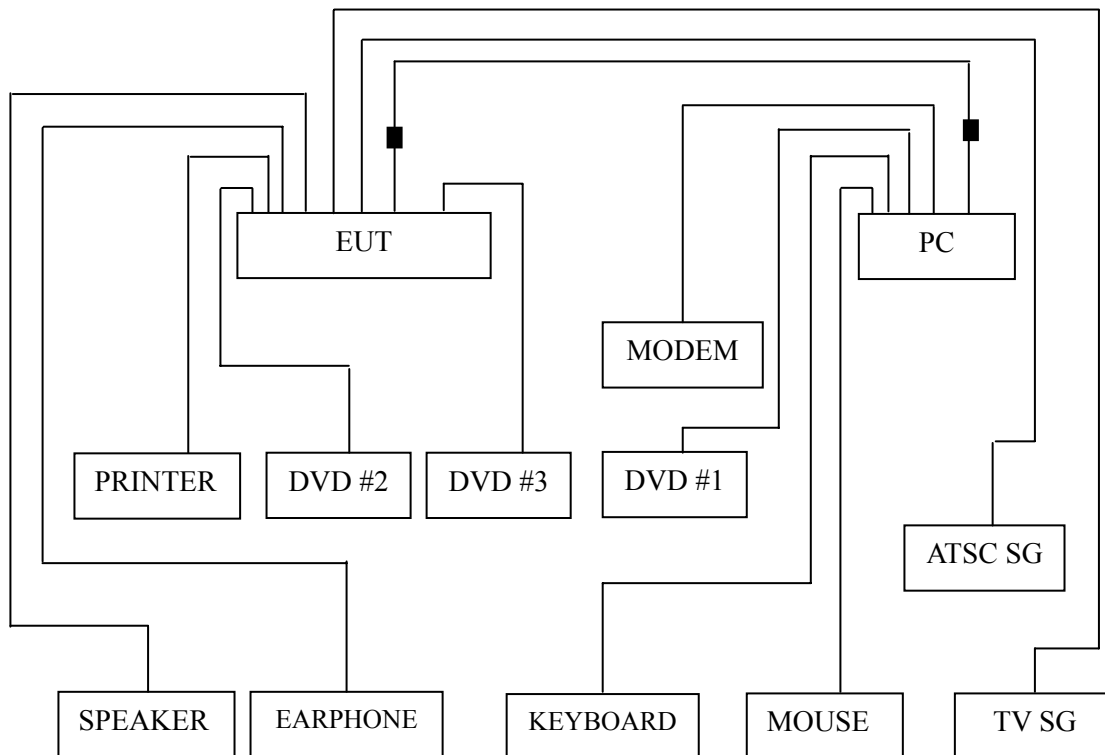 EUT
PC
MODEM
PRINTER
DVD #2
DVD #3
DVD #1
ATSC SG
SPEAKER
EARPHONE
KEYBOARD
MOUSE
TV SG